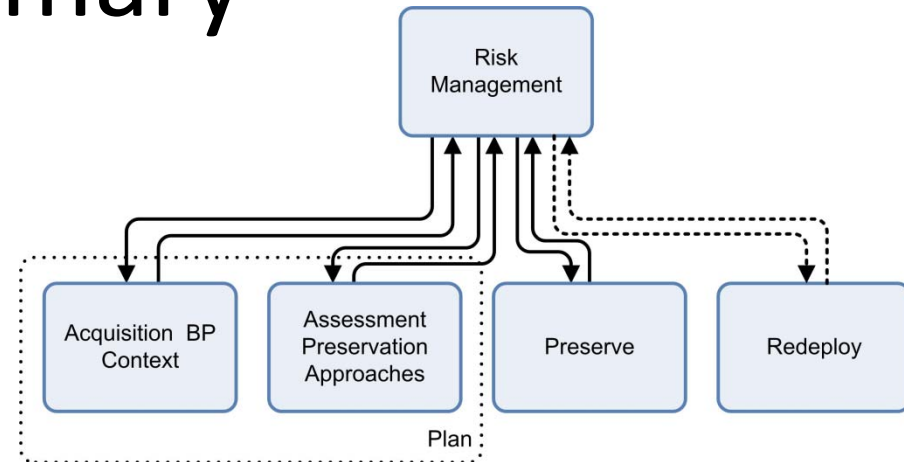 mary
Risk
Management
Acquisition BP
Context
Assessment
Preservation
Approaches
Preserve
Redeploy
Plan